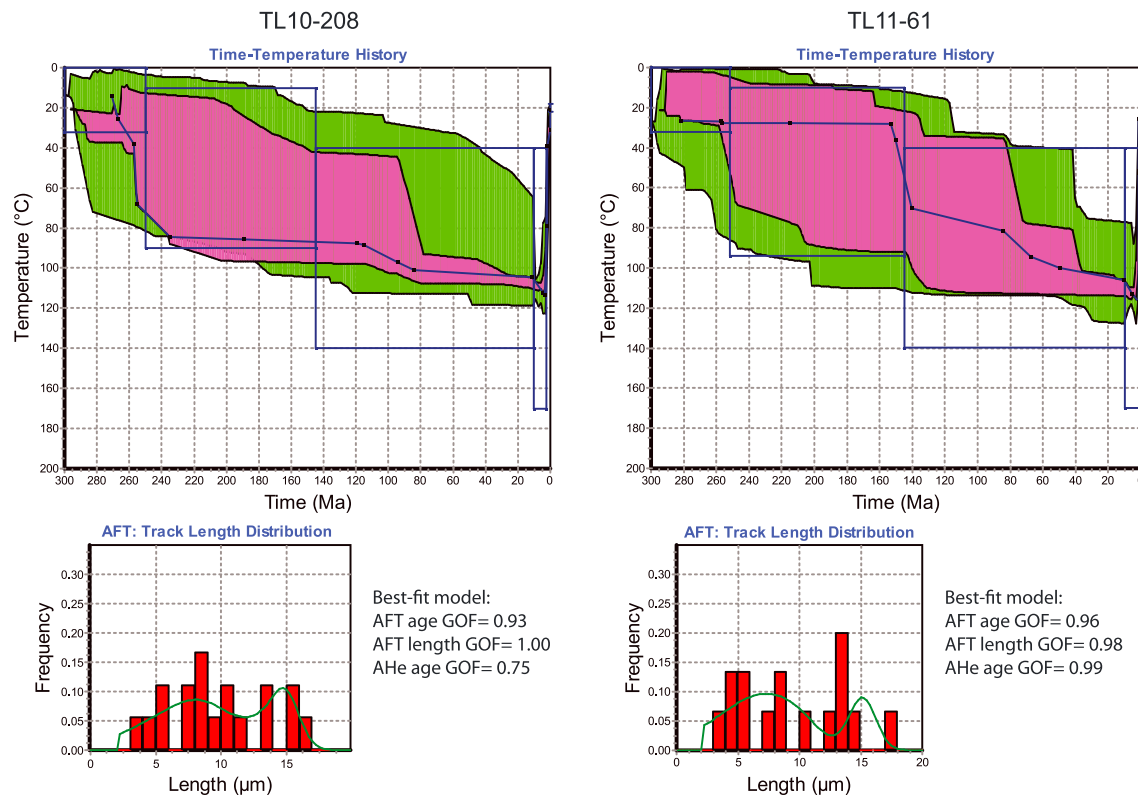 TL10-208
TL11-61
Time-Temperature History
Time-Temperature History
Temperature (°C)
0
20
40
60
80
100
120
140
160
180
200
300 280 260 240 220 200 180 160 140 120 100 80 60 40 20 0
Time (Ma)
Temperature (°C)
0
20
40
60
80
100
120
140
160
180
200
300 280 260 240 220 200 180 160 140 120 100 80 60 40 20
Time (Ma)
AFT: Track Length Distribution
Frequency
0.30
0.25
0.20
0.15
0.10
0.05
0.00
0 5 10 15
Length (µm)
Best-fit model:
AFT age GOF= 0.93
AFT length GOF= 1.00
AHe age GOF= 0.75
AFT: Track Length Distribution
Frequency
0.30
0.25
0.20
0.15
0.10
0.05
0.00
0 5 10 15 20
Length (µm)
Best-fit model:
AFT age GOF= 0.96
AFT length GOF= 0.98
AHe age GOF= 0.99